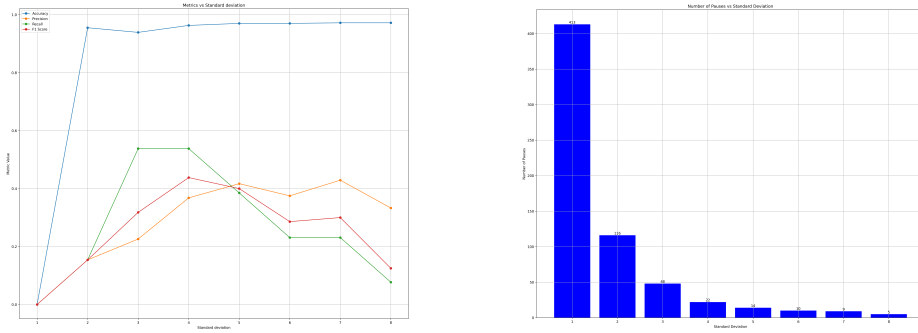 Metrics vs Standard deviation
Accuracy
Precision
Recall
F1 Score
1.0
0.8
0.6
0.4
0.2
0.0
Metric Value
1 2 3 4 5 6 7 8
Standard deviation
Number of Pauses vs Standard Deviation
400
350
300
250
200
150
100
50
0
Number of Pauses
413
116
48
22
14
10
9
5
1 2 3 4 5 6 7 8
Standard Deviation